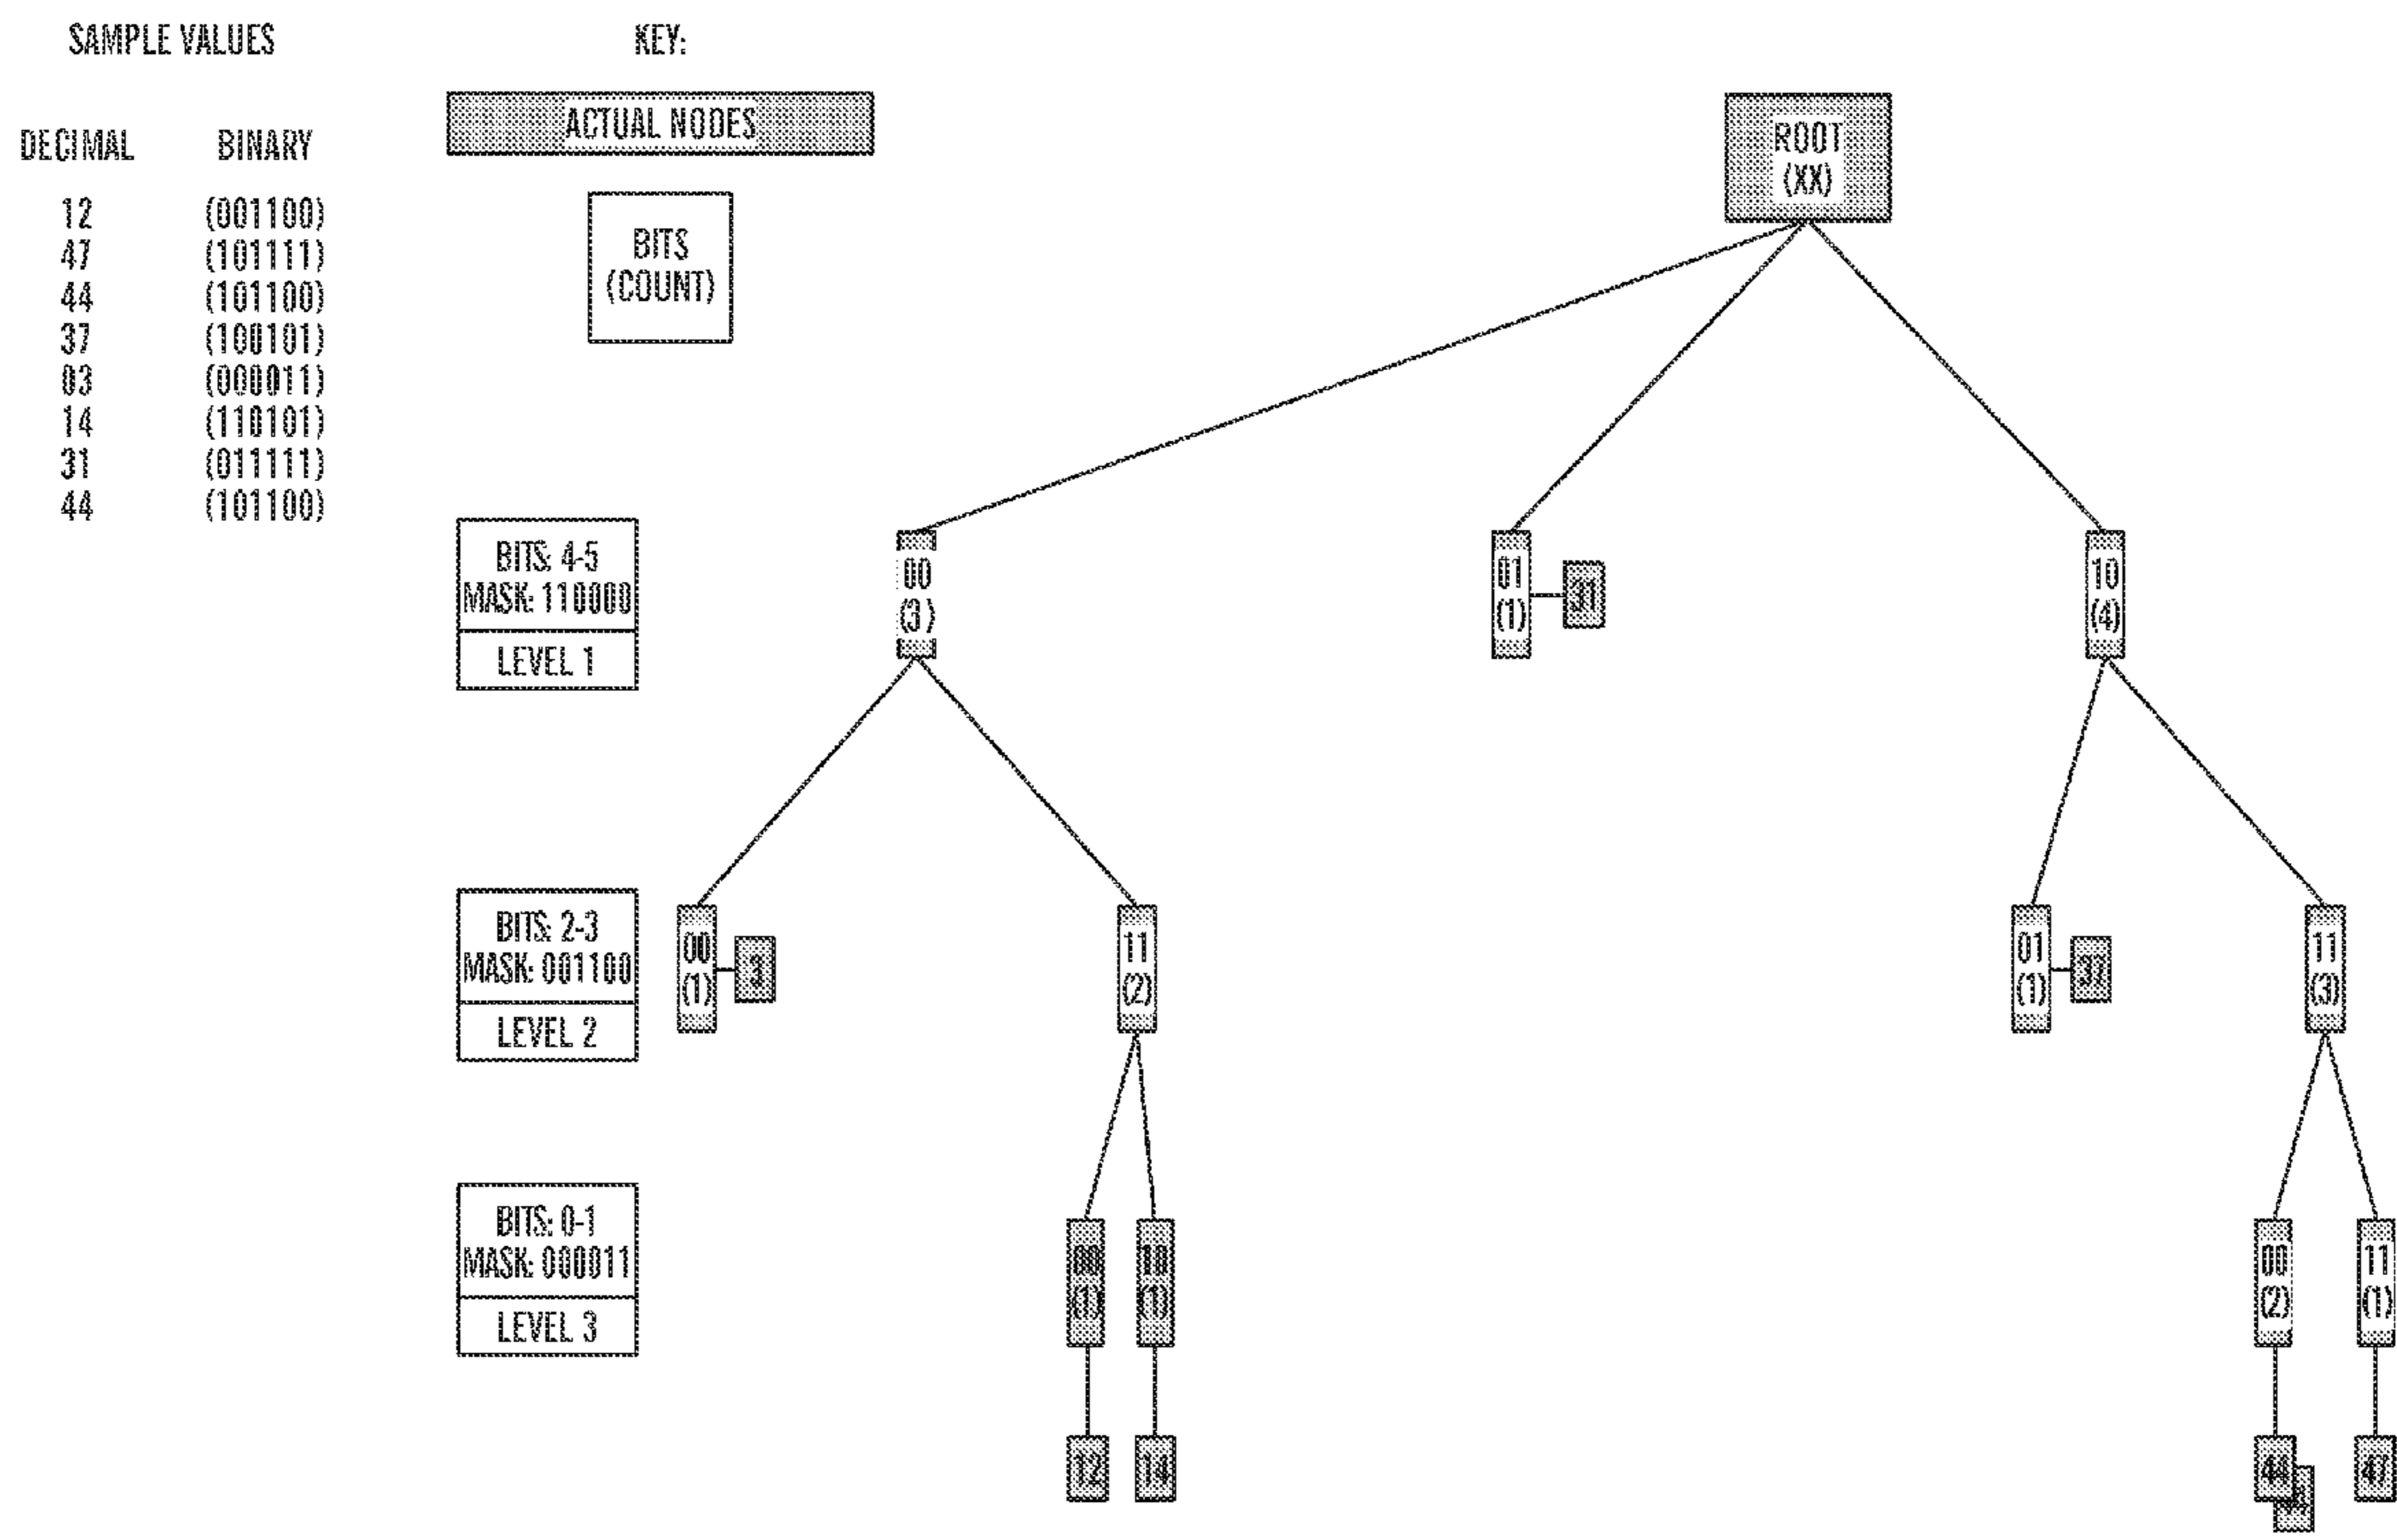 SAMPLE VALUES
KEY:
DECIMAL BINARY
12 (001100)
47 (101111)
44 (101100)
37 (100101)
03 (000011)
14 (110101)
31 (011111)
44 (101100)
ACTUAL NODES
BITS
(COUNT)
ROOT
(XX)
BITS: 4-5
MASK: 110000
LEVEL 1
00
(3)
01
(1)
31
10
(4)
BITS: 2-3
MASK: 001100
LEVEL 2
00
(1)
3
11
(2)
01
(1)
37
11
(3)
BITS: 0-1
MASK: 000011
LEVEL 3
00
(1)
10
(1)
00
(2)
11
(1)
12
14
44
47